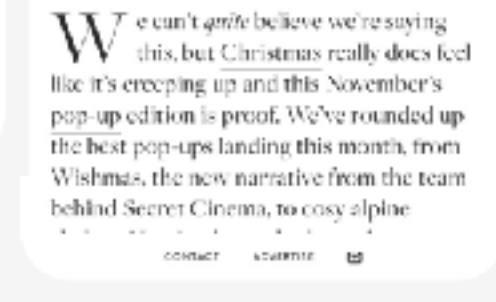 We can't quite believe we're saying
this, but Christmas really does feel
like it's creeping up and this November's
pop-up edition is proof. We've rounded up
the best pop-ups landing this month, from
Wishmas, the new narrative from the team
behind Secret Cinema, to cosy alpine
CONTACT ADVERTISE